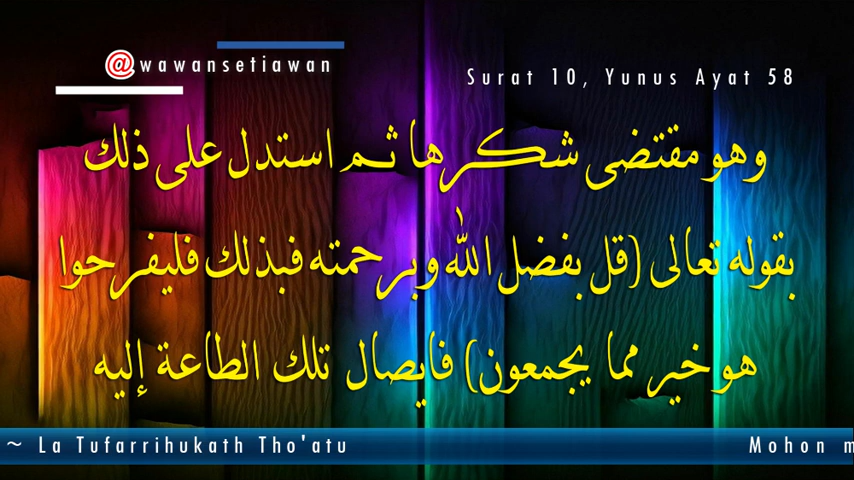 @wawansetiawan
Surat 10, Yunus Ayat 58
وهو مقتضى شكرها ثم استدل على ذلك
بقوله تعالى (قل بفضل الله وبرحمته فبذلك فليفرحوا
هو خير مما يجمعون) فايصال تلك الطاعة إليه
~ La Tufarrihukath Tho'atu
Mohon m